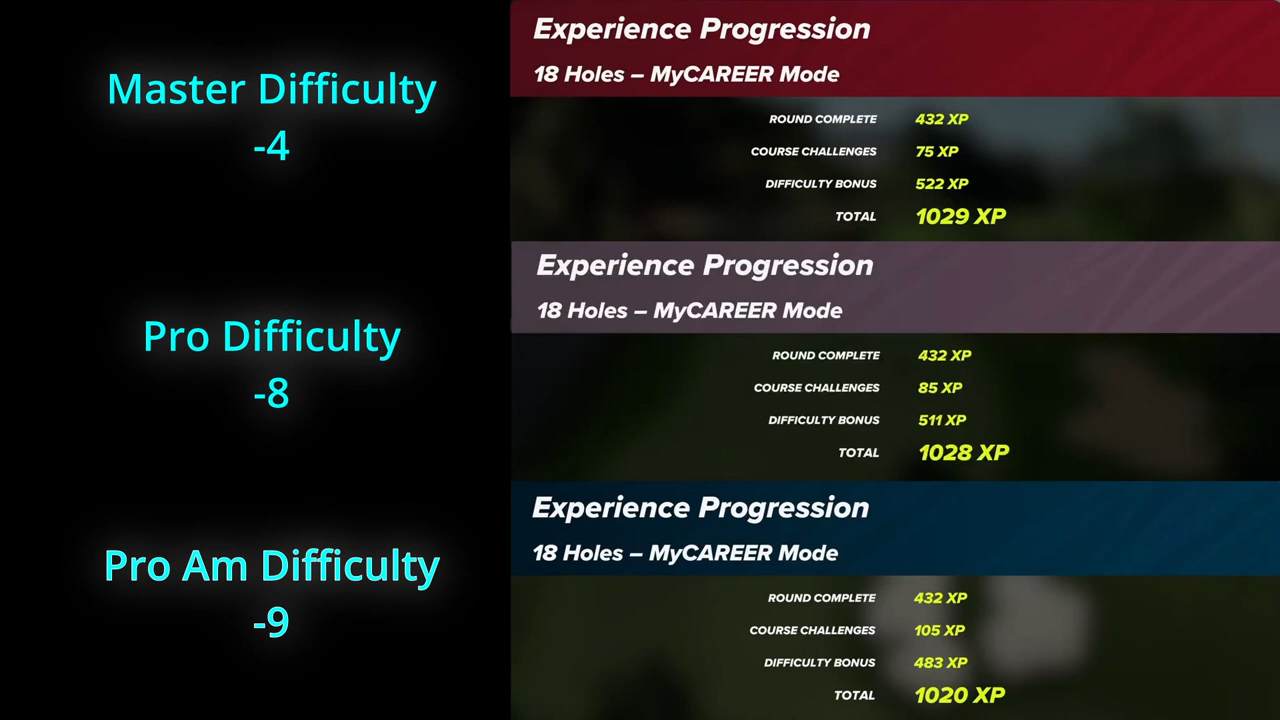 Master Difficulty
-4
Experience Progression
18 Holes – MyCAREER Mode
ROUND COMPLETE 432 XP
COURSE CHALLENGES 75 XP
DIFFICULTY BONUS 522 XP
TOTAL 1029 XP
Pro Difficulty
-8
Experience Progression
18 Holes – MyCAREER Mode
ROUND COMPLETE 432 XP
COURSE CHALLENGES 85 XP
DIFFICULTY BONUS 511 XP
TOTAL 1028 XP
Pro Am Difficulty
-9
Experience Progression
18 Holes – MyCAREER Mode
ROUND COMPLETE 432 XP
COURSE CHALLENGES 105 XP
DIFFICULTY BONUS 483 XP
TOTAL 1020 XP